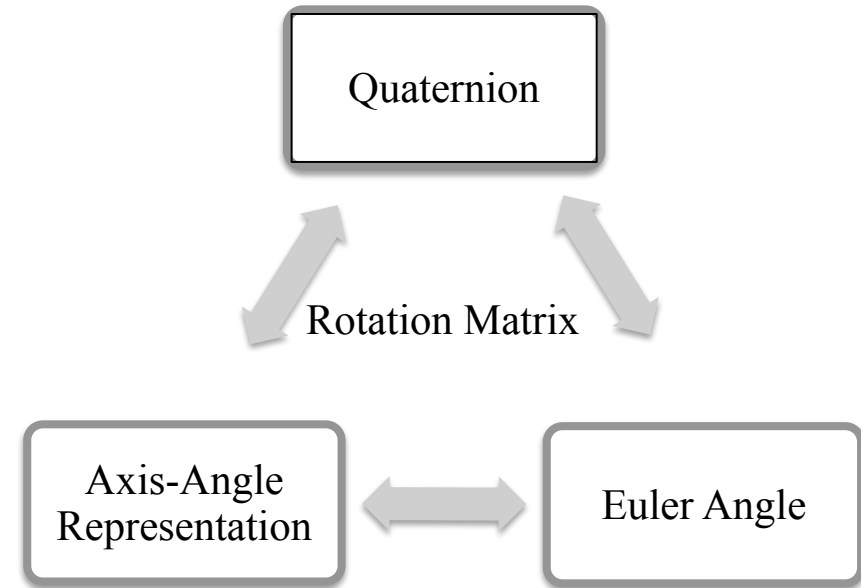 Quaternion
Rotation Matrix
Axis-Angle
Representation
Euler Angle